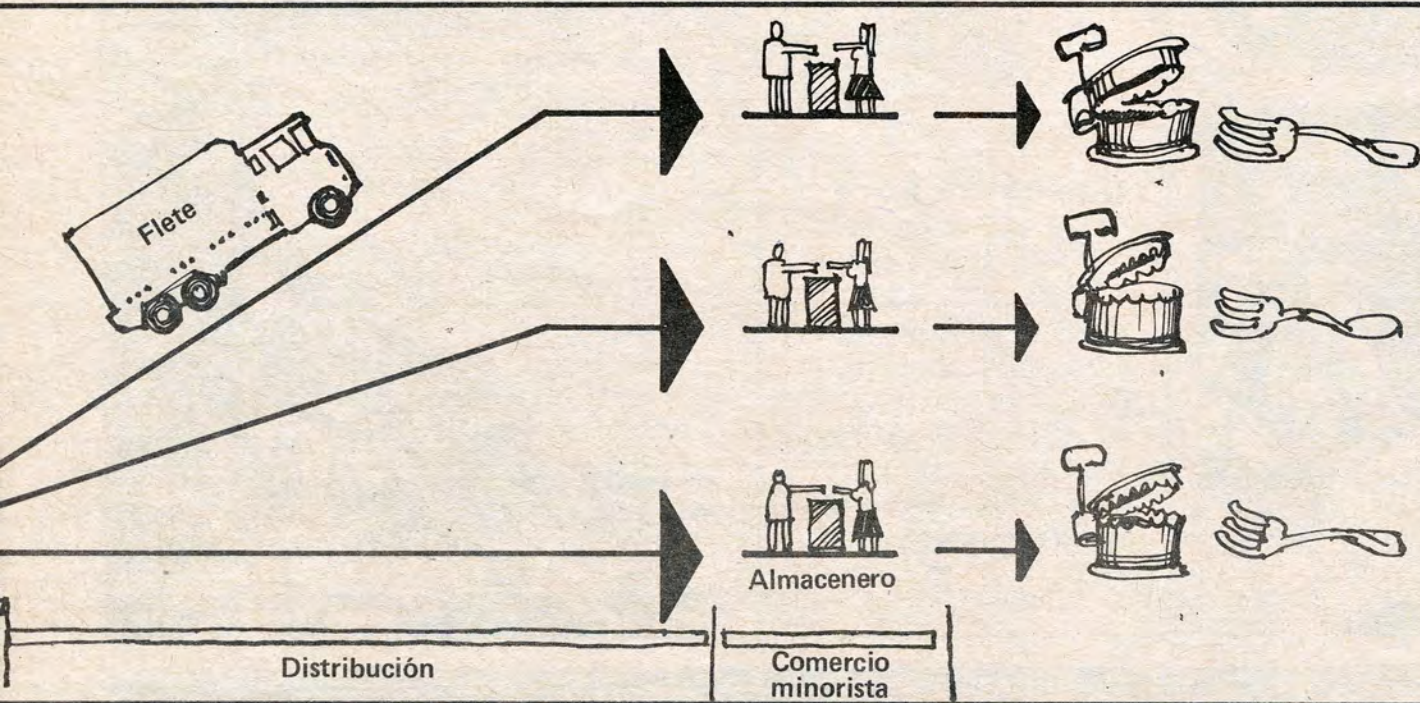 Flete
Almacenero
Distribución
Comercio
minorista